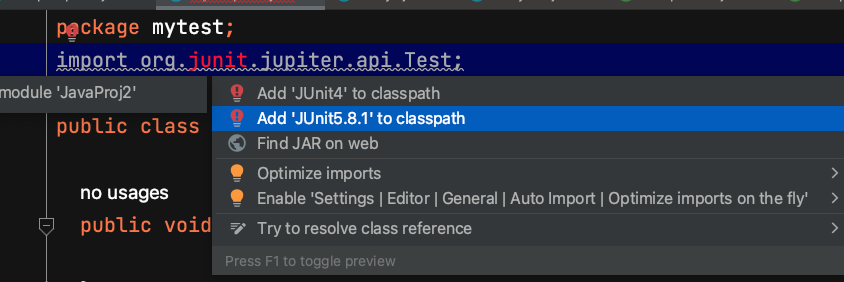 package mytest;
import org.junit.jupiter.api.Test;
module 'JavaProj2'
Add 'JUnit4' to classpath
public class
Add 'JUnit5.8.1' to classpath
Find JAR on web
Optimize imports
no usages
Enable 'Settings | Editor | General | Auto Import | Optimize imports on the fly'
public void
Try to resolve class reference
Press F1 to toggle preview